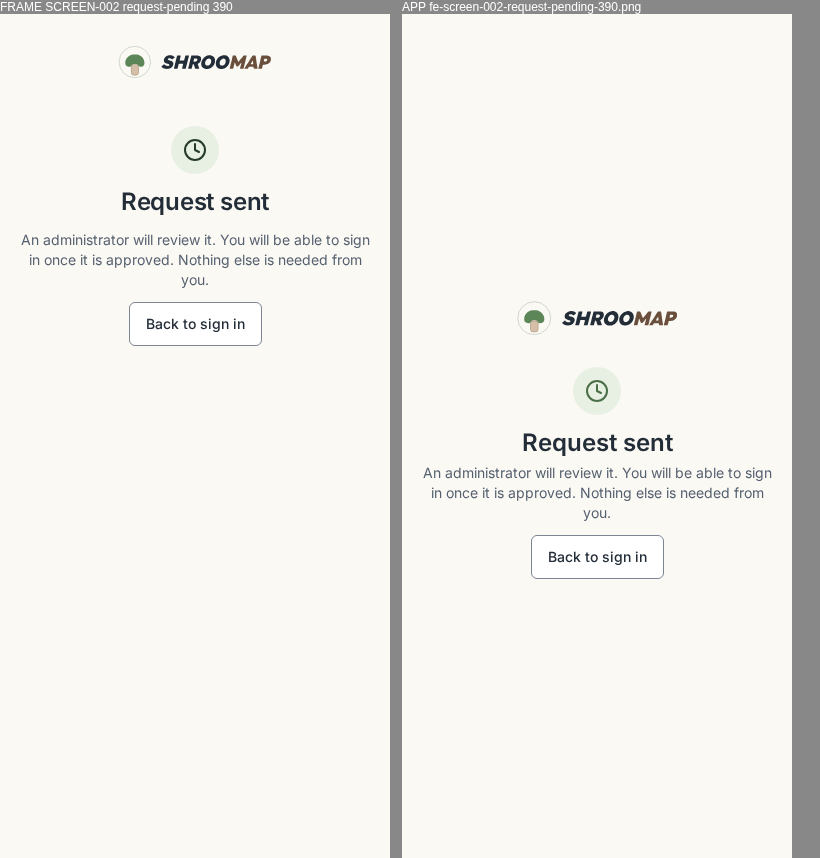 FRAME SCREEN-002 request-pending 390
SHROOMAP
Request sent
An administrator will review it. You will be able to sign
in once it is approved. Nothing else is needed from
you.
Back to sign in
APP fe-screen-002-request-pending-390.png
SHROOMAP
Request sent
An administrator will review it. You will be able to sign
in once it is approved. Nothing else is needed from
you.
Back to sign in